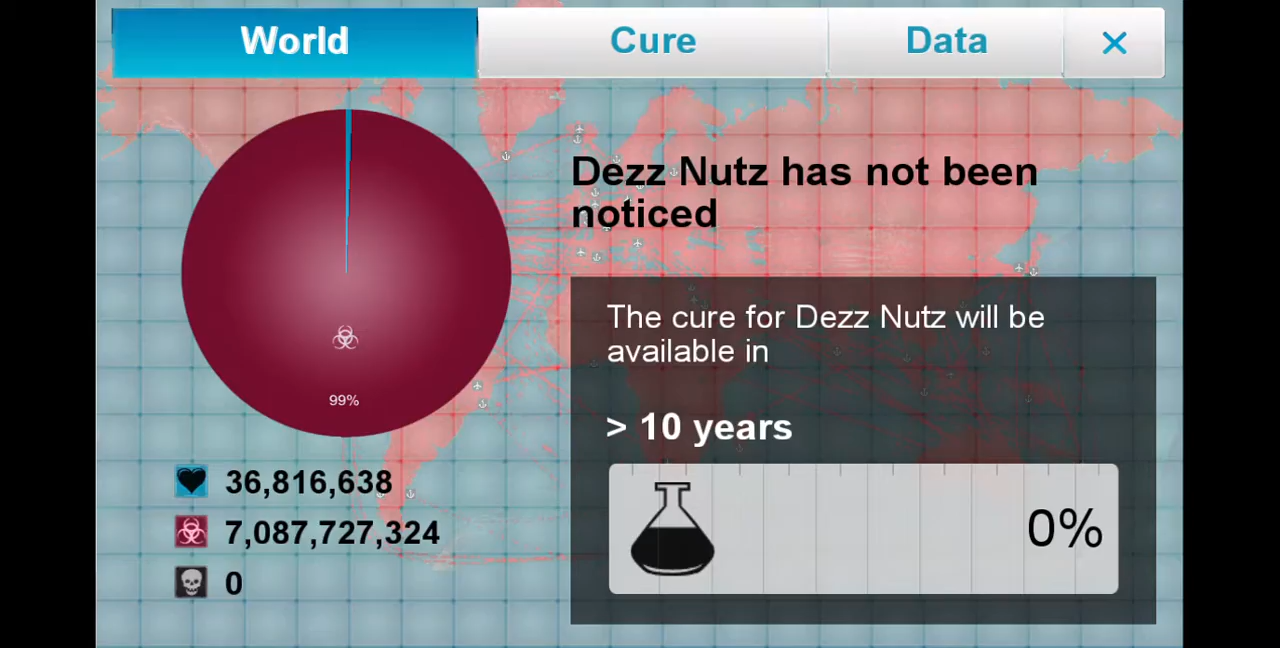 World
Cure
Data
Dezz Nutz has not been
noticed
The cure for Dezz Nutz will be
available in
> 10 years
0%
99%
36,816,638
7,087,727,324
0